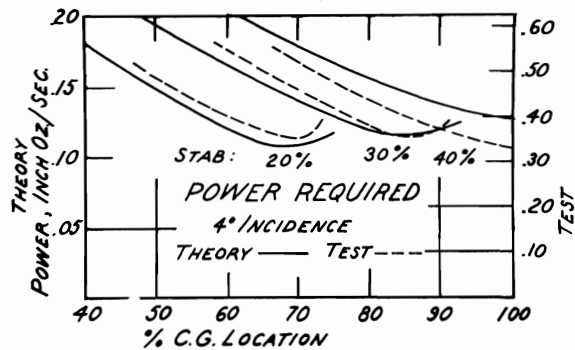 .20
.15
.10
.05
THEORY
POWER, INCH OZ/SEC.
.60
.50
.40
.30
.20
.10
TEST
STAB: 20% 30% 40%
POWER REQUIRED
4° INCIDENCE
THEORY TEST
40 50 60 70 80 90 100
% C.G. LOCATION